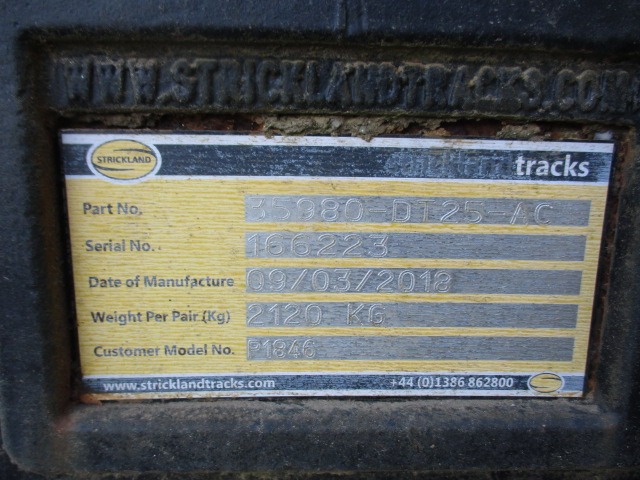 WWW.STRICKLANDTRACKS.COM
STRICKLAND
tracks
Part No. 35980-DT25-AC
Serial No. 166223
Date of Manufacture 09/03/2018
Weight Per Pair (Kg) 2120 KG
Customer Model No. P1846
www.stricklandtracks.com +44 (0)1386 862800